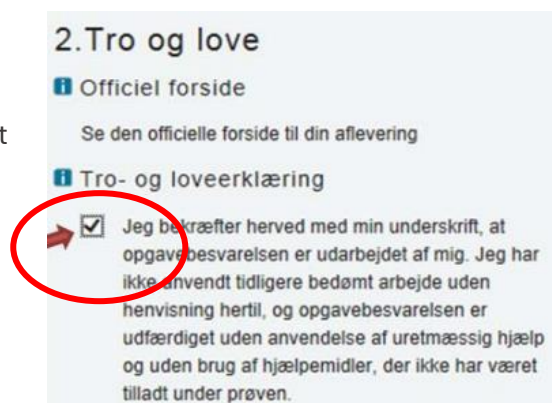 2.Tro og love
i Officiel forside
Se den officielle forside til din aflevering
t
i Tro- og loveerklæring
Jeg bekræfter herved med min underskrift, at
opgavebesvarelsen er udarbejdet af mig. Jeg har
ikke anvendt tidligere bedømt arbejde uden
henvisning hertil, og opgavebesvarelsen er
udfærdiget uden anvendelse af uretmæssig hjælp
og uden brug af hjælpemidler, der ikke har været
tilladt under prøven.